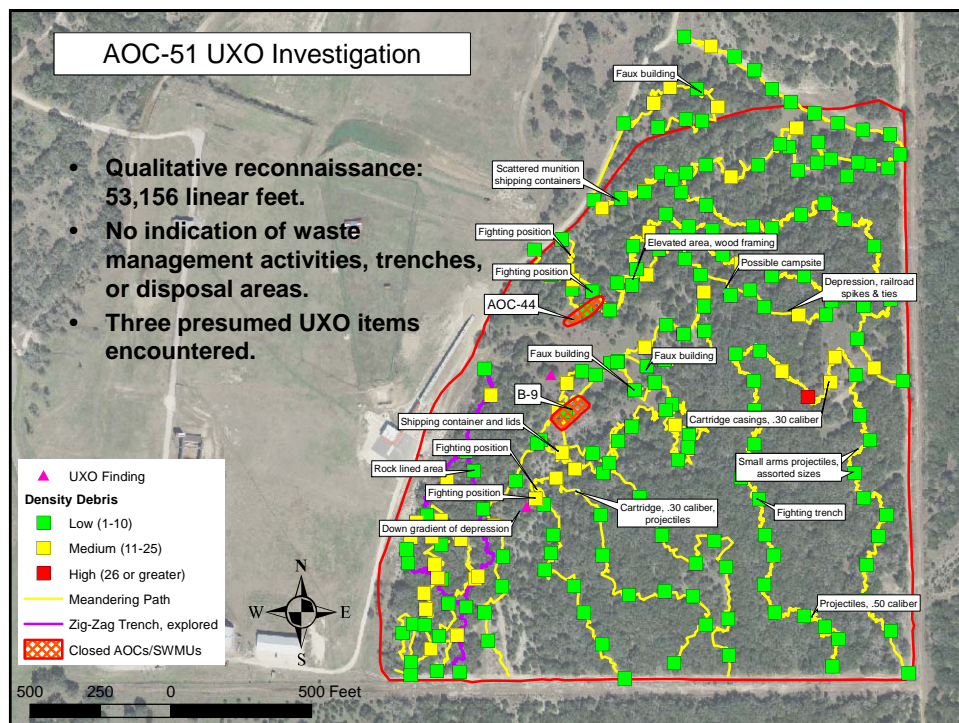 AOC-51 UXO Investigation
• Qualitative reconnaissance:
53,156 linear feet.
• No indication of waste
management activities, trenches,
or disposal areas.
• Three presumed UXO items
encountered.
Faux building
Scattered munition
shipping containers
Fighting position
Elevated area, wood framing
Possible campsite
Fighting position
Depression, railroad
spikes & ties
AOC-44
Faux building
Faux building
B-9
Cartridge casings, .30 caliber
Shipping container and lids
Fighting position
Small arms projectiles,
assorted sizes
Rock lined area
Fighting position
Cartridge, .30 caliber,
projectiles
Fighting trench
Down gradient of depression
Projectiles, .50 caliber
UXO Finding
Density Debris
Low (1-10)
Medium (11-25)
High (26 or greater)
Meandering Path
Zig-Zag Trench, explored
Closed AOCs/SWMUs
N
W E
S
500 250 0 500 Feet